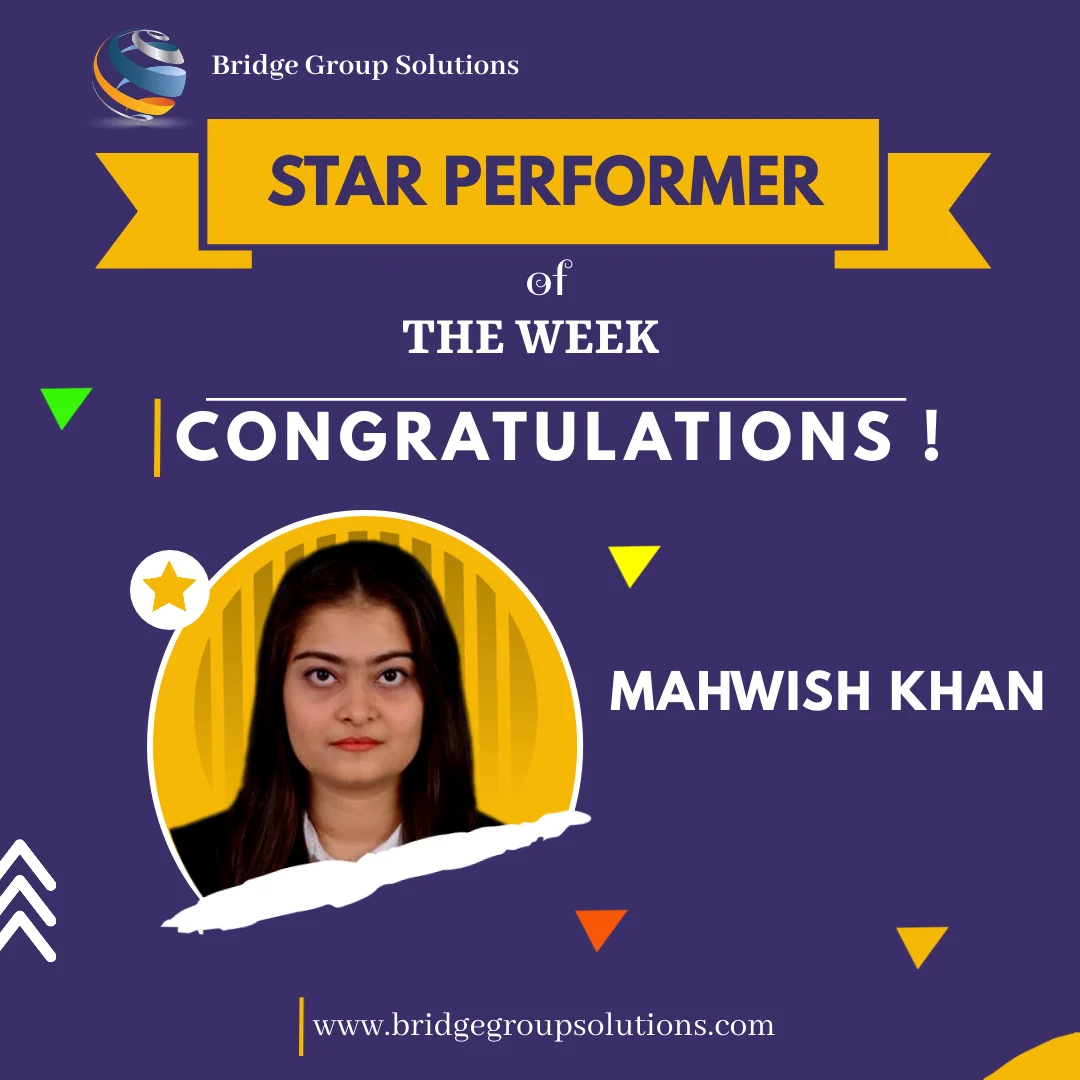 Bridge Group Solutions
STAR PERFORMER
of
THE WEEK
CONGRATULATIONS !
MAHWISH KHAN
www.bridgegroupsolutions.com